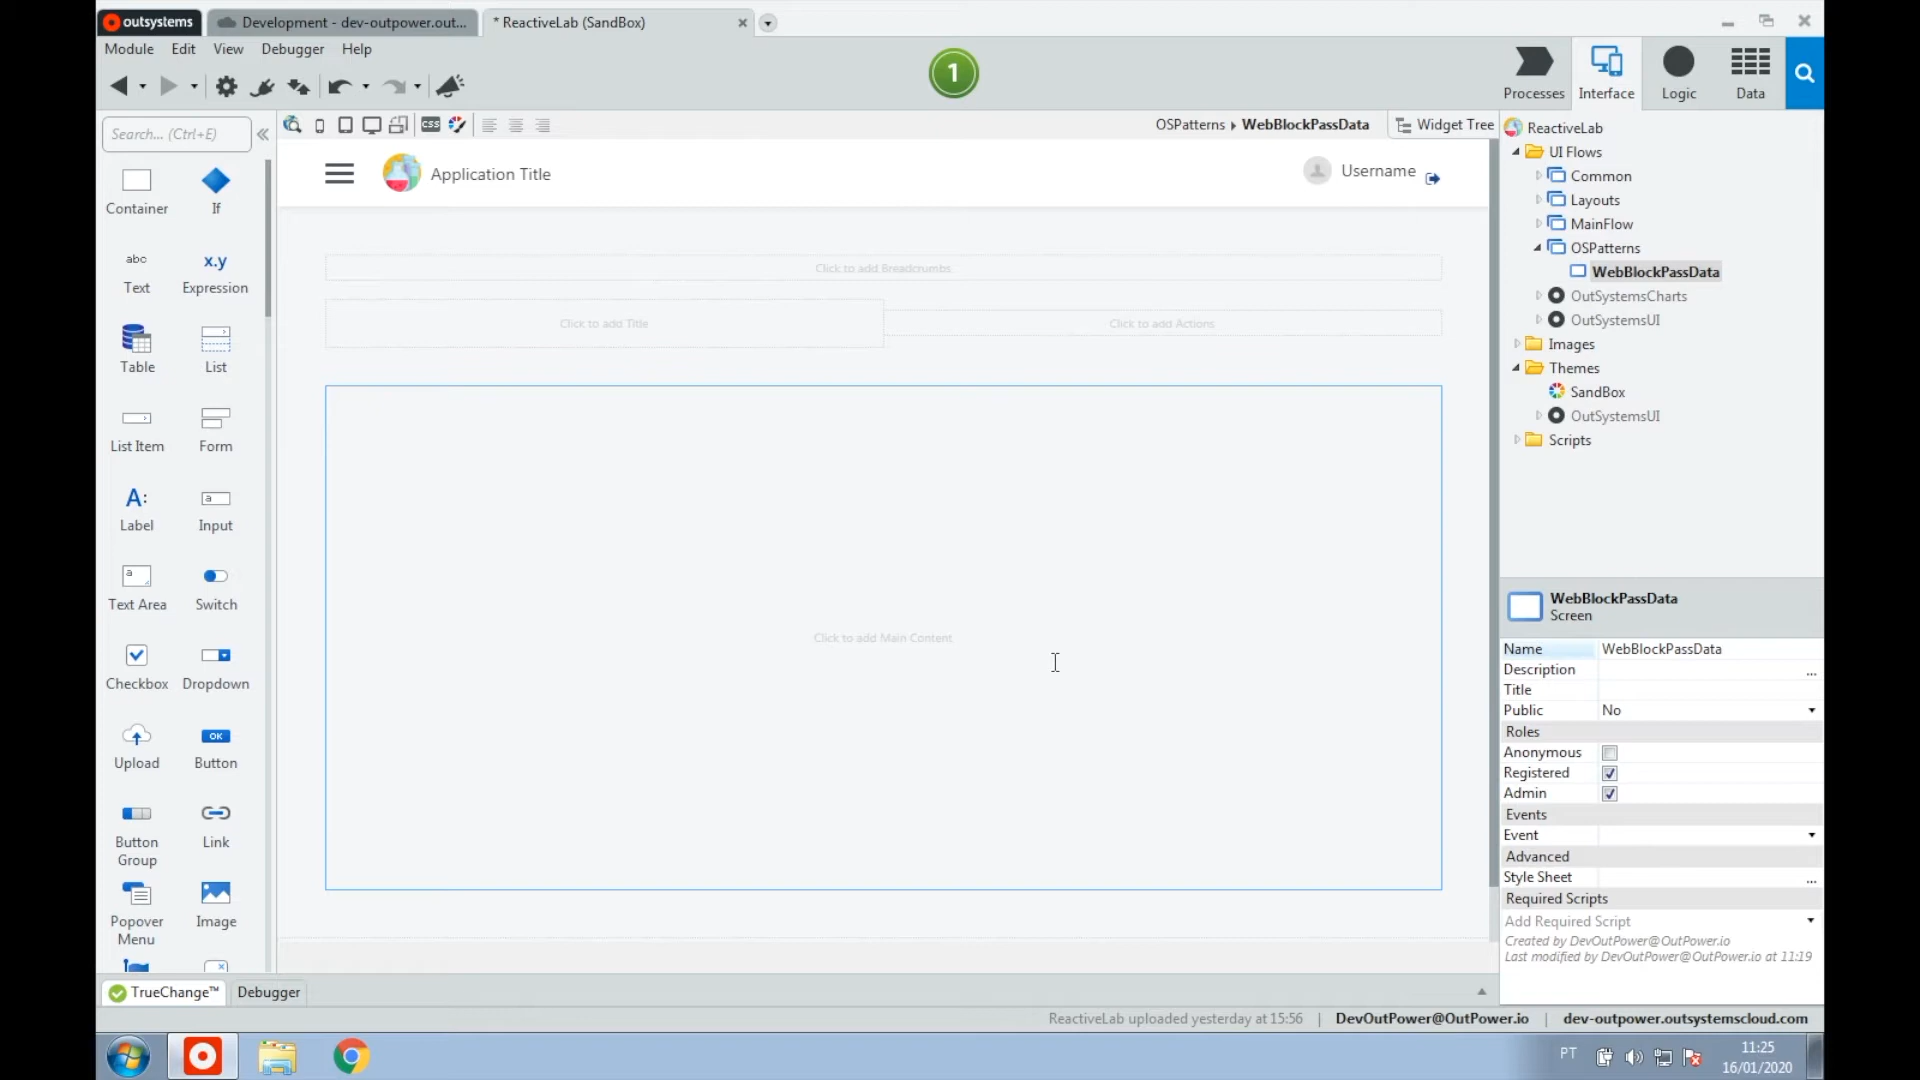 outsystems
Development - dev-outpower.out...
* ReactiveLab (SandBox)
Module Edit View Debugger Help
1
Processes
Interface
Logic
Data
Search... (Ctrl+E)
CSS
OSPatterns WebBlockPassData
Widget Tree
Container
If
abc
Text
x.y
Expression
Table
List
List Item
Form
A:
Label
a
Input
a
Text Area
Switch
Checkbox
Dropdown
Upload
OK
Button
Button
Group
Link
Popover
Menu
Image
Application Title
Username
Click to add Breadcrumbs
Click to add Title
Click to add Actions
Click to add Main Content
ReactiveLab
UI Flows
Common
Layouts
MainFlow
OSPatterns
WebBlockPassData
OutSystemsCharts
OutSystemsUI
Images
Themes
SandBox
OutSystemsUI
Scripts
WebBlockPassData
Screen
Name WebBlockPassData
Description ...
Title
Public No
Roles
Anonymous
Registered
Admin
Events
Event
Advanced
Style Sheet ...
Required Scripts
Add Required Script
Created by DevOutPower@OutPower.io
Last modified by DevOutPower@OutPower.io at 11:19
TrueChange™
Debugger
ReactiveLab uploaded yesterday at 15:56 | DevOutPower@OutPower.io | dev-outpower.outsystemscloud.com
PT
11:25
16/01/2020